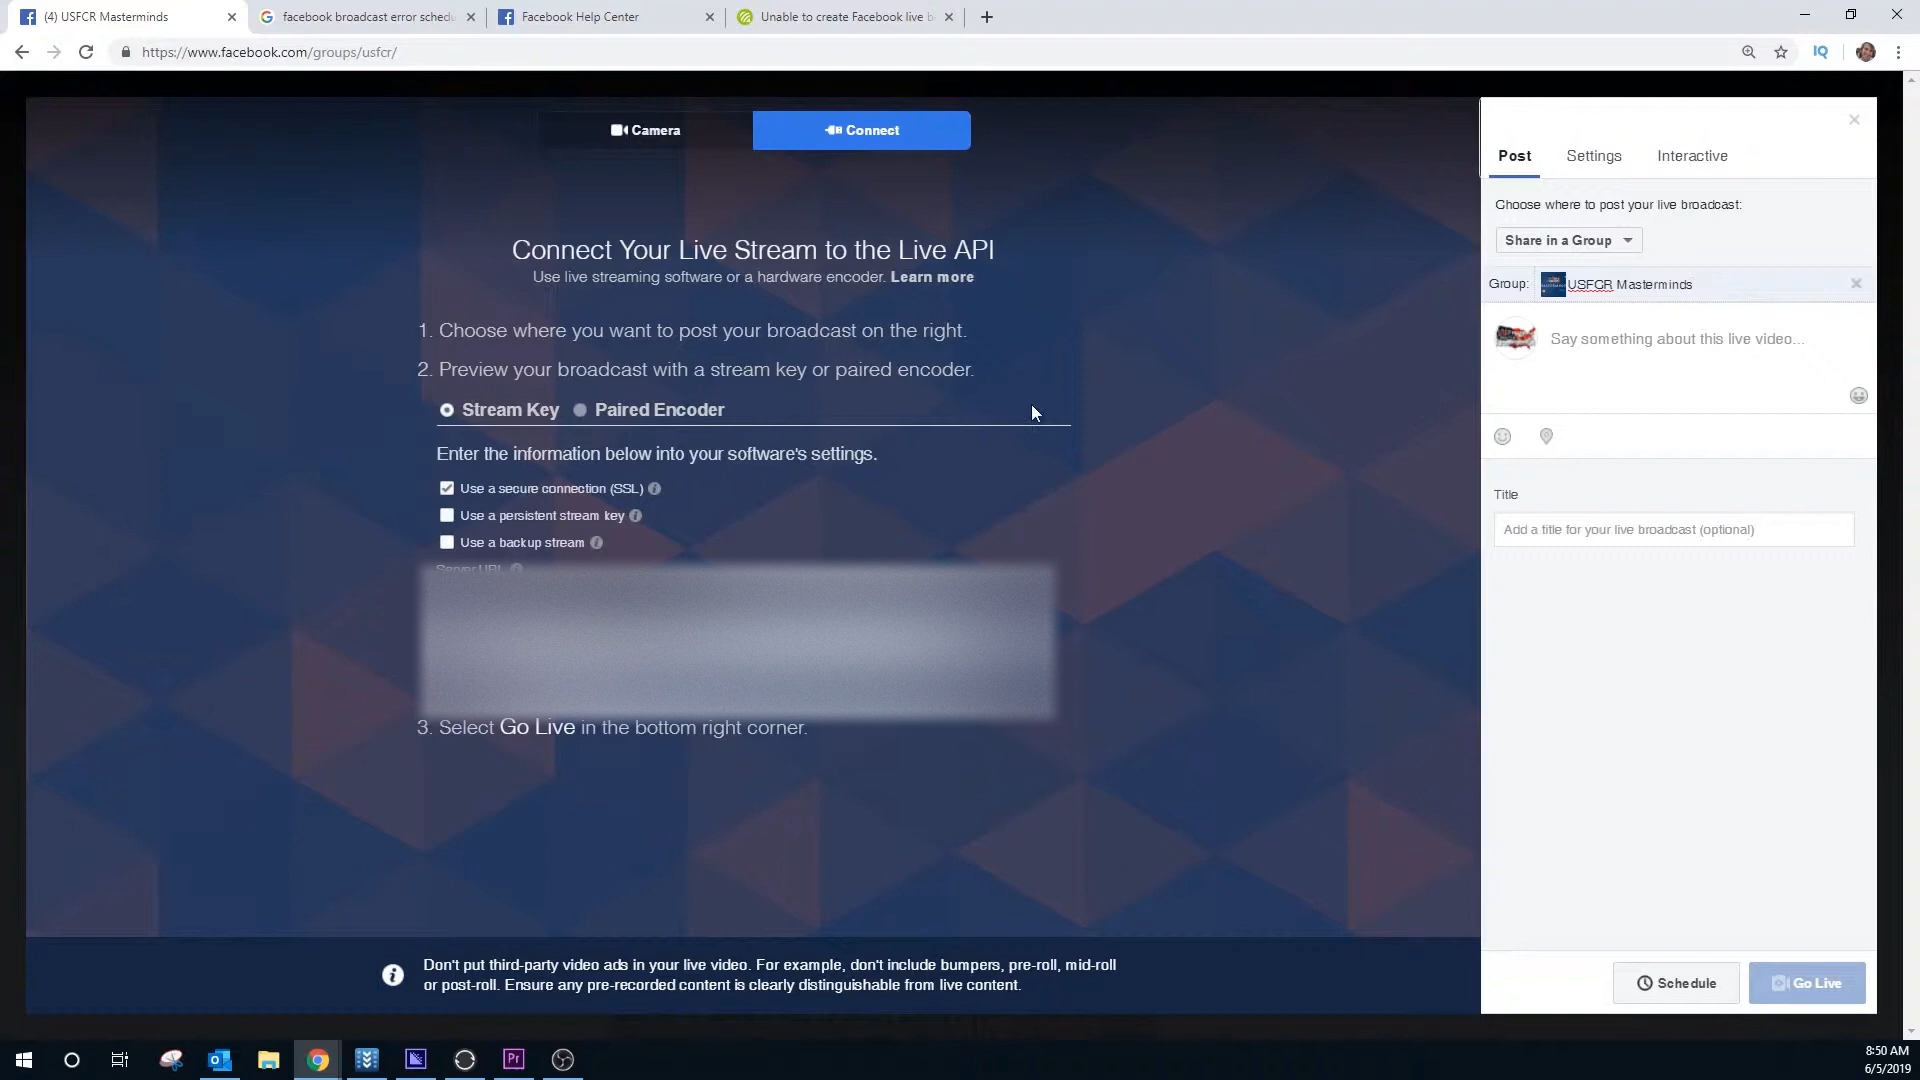 (4) USFCR Masterminds
facebook broadcast error schedu
Facebook Help Center
Unable to create Facebook live b
https://www.facebook.com/groups/usfcr/
IQ
Camera
Connect
Connect Your Live Stream to the Live API
Use live streaming software or a hardware encoder. Learn more
1. Choose where you want to post your broadcast on the right.
2. Preview your broadcast with a stream key or paired encoder.
Stream Key
Paired Encoder
Enter the information below into your software's settings.
Use a secure connection (SSL)
Use a persistent stream key
Use a backup stream
Server URL
3. Select Go Live in the bottom right corner.
Don't put third-party video ads in your live video. For example, don't include bumpers, pre-roll, mid-roll
or post-roll. Ensure any pre-recorded content is clearly distinguishable from live content.
Post
Settings
Interactive
Choose where to post your live broadcast:
Share in a Group
Group: USFCR Masterminds
Say something about this live video...
Title
Add a title for your live broadcast (optional)
Schedule
Go Live
Pr
8:50 AM
6/5/2019